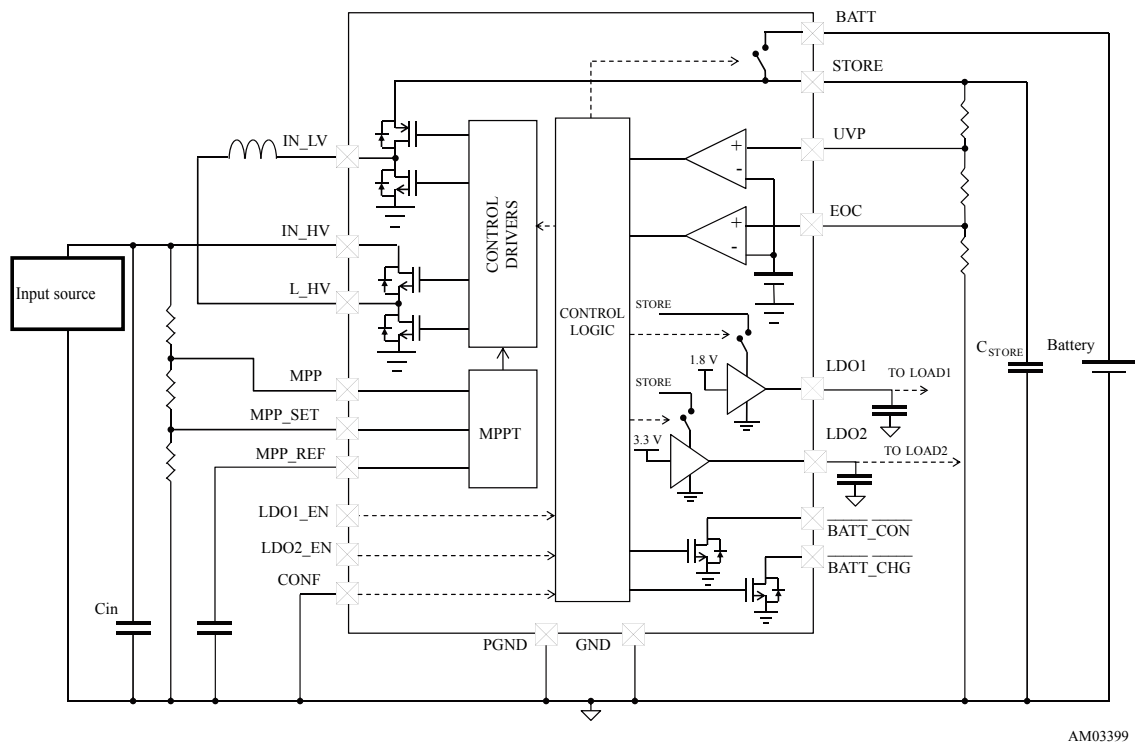 BATT
STORE
IN_LV
UVP
+
-
CONTROL
DRIVERS
EOC
+
-
IN_HV
Input source
L_HV
CONTROL
LOGIC
STORE
1.8 V
LDO1
TO LOAD1
C STORE
Battery
MPP
MPP_SET
MPPT
STORE
3.3 V
LDO2
TO LOAD2
MPP_REF
LDO1_EN
LDO2_EN
BATT_CON
BATT_CHG
CONF
Cin
PGND
GND
AM03399